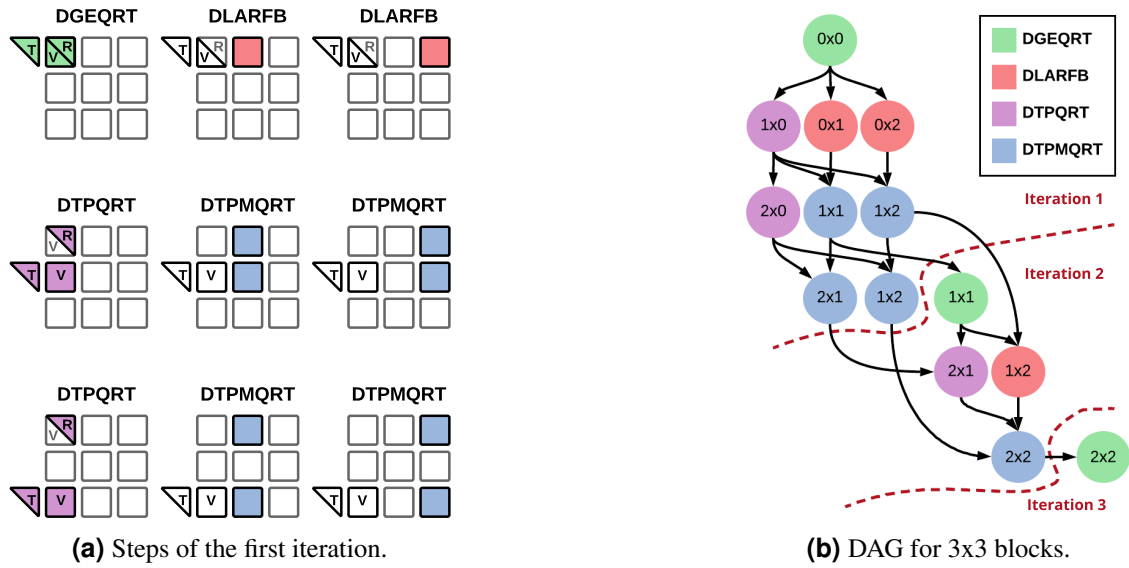 DGEQRT DLARFB DLARFB
T V R T V R T V R
DTPQRT DTPMQRT DTPMQRT
V R
T V T V T V
DTPQRT DTPMQRT DTPMQRT
V R
T V T V T V
(a) Steps of the first iteration.
0x0
1x0 0x1 0x2
2x0 1x1 1x2
2x1 1x2 1x1
2x1 1x2
2x2 2x2
DGEQRT
DLARFB
DTPQRT
DTPMQRT
Iteration 1
Iteration 2
Iteration 3
(b) DAG for 3x3 blocks.